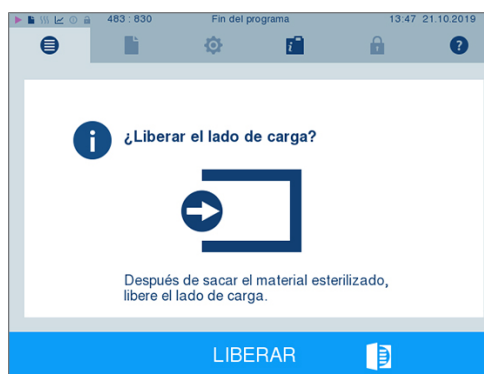 483 : 830 Fin del programa 13:47 21.10.2019
¿Liberar el lado de carga?
Después de sacar el material esterilizado,
libere el lado de carga.
LIBERAR